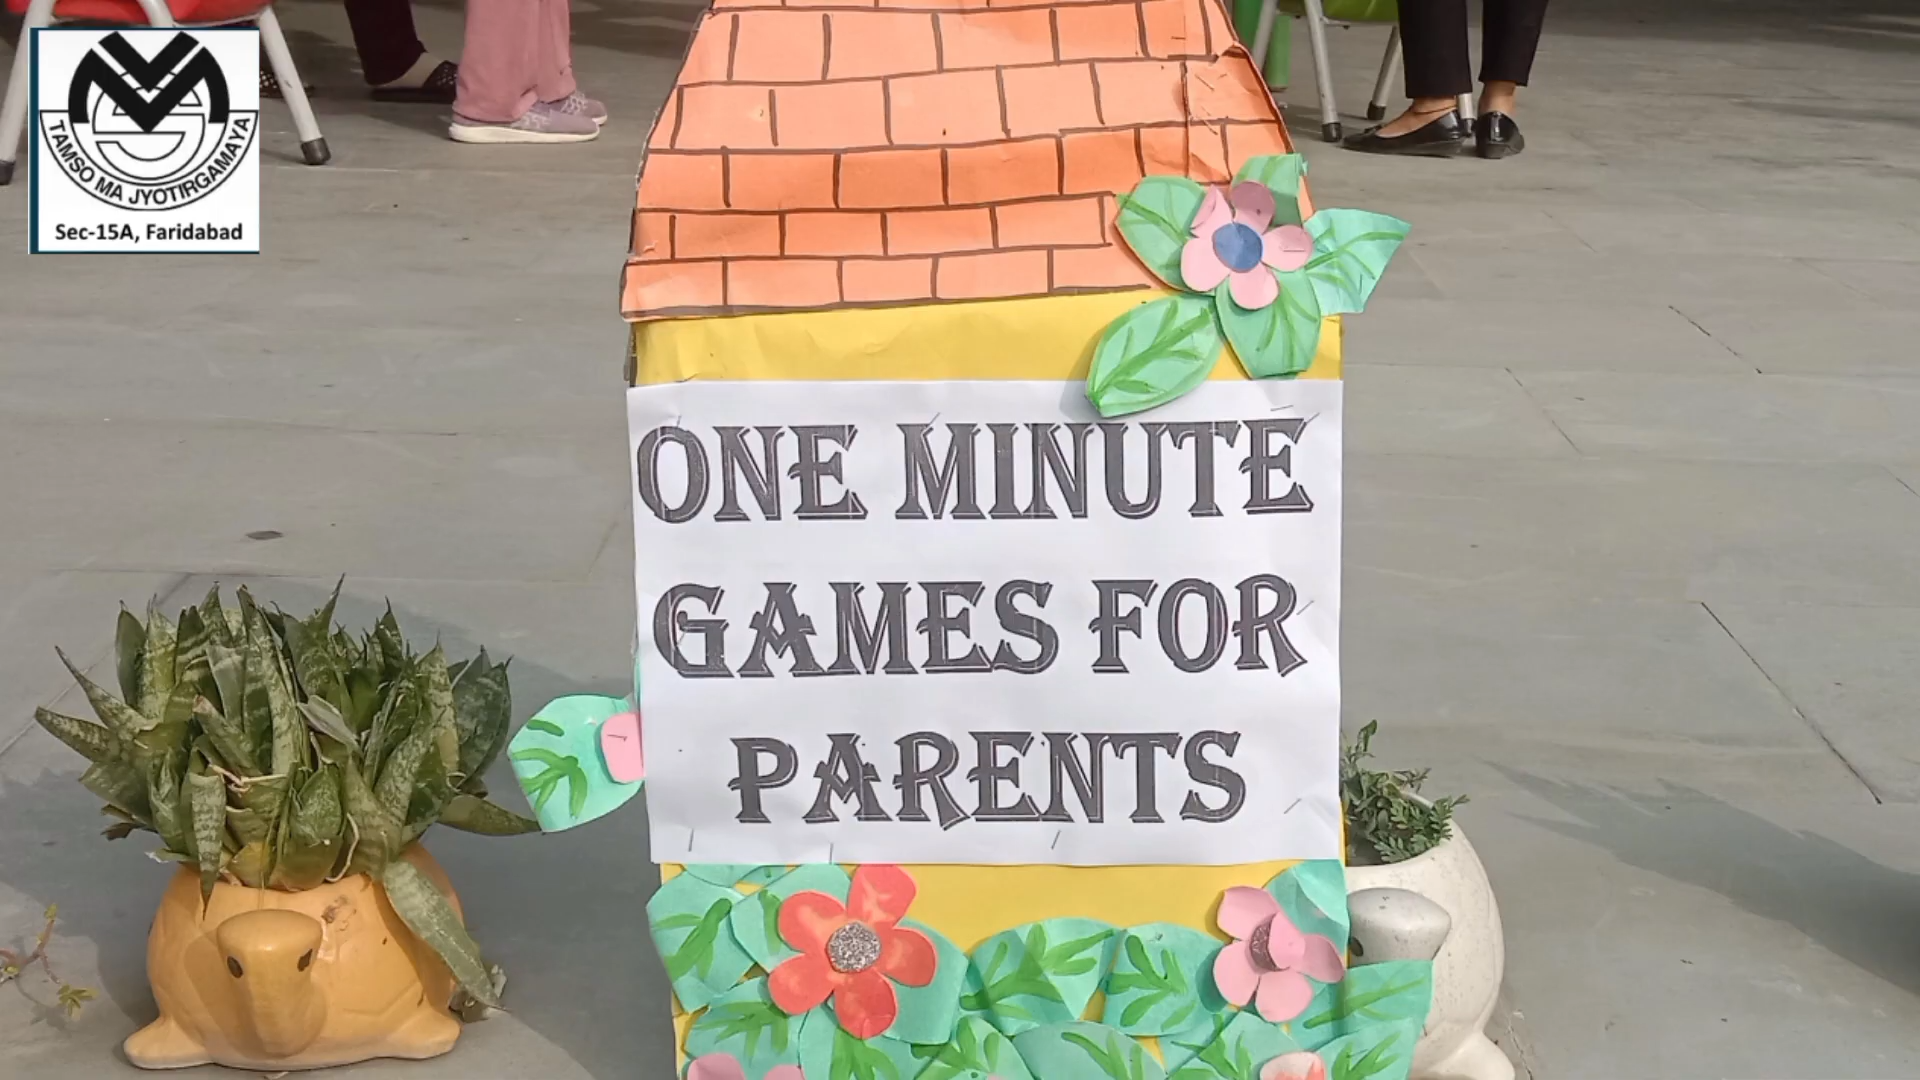 TAMSO MA JYOTIRGAMAYA
Sec-15A, Faridabad
ONE MINUTE
GAMES FOR
PARENTS